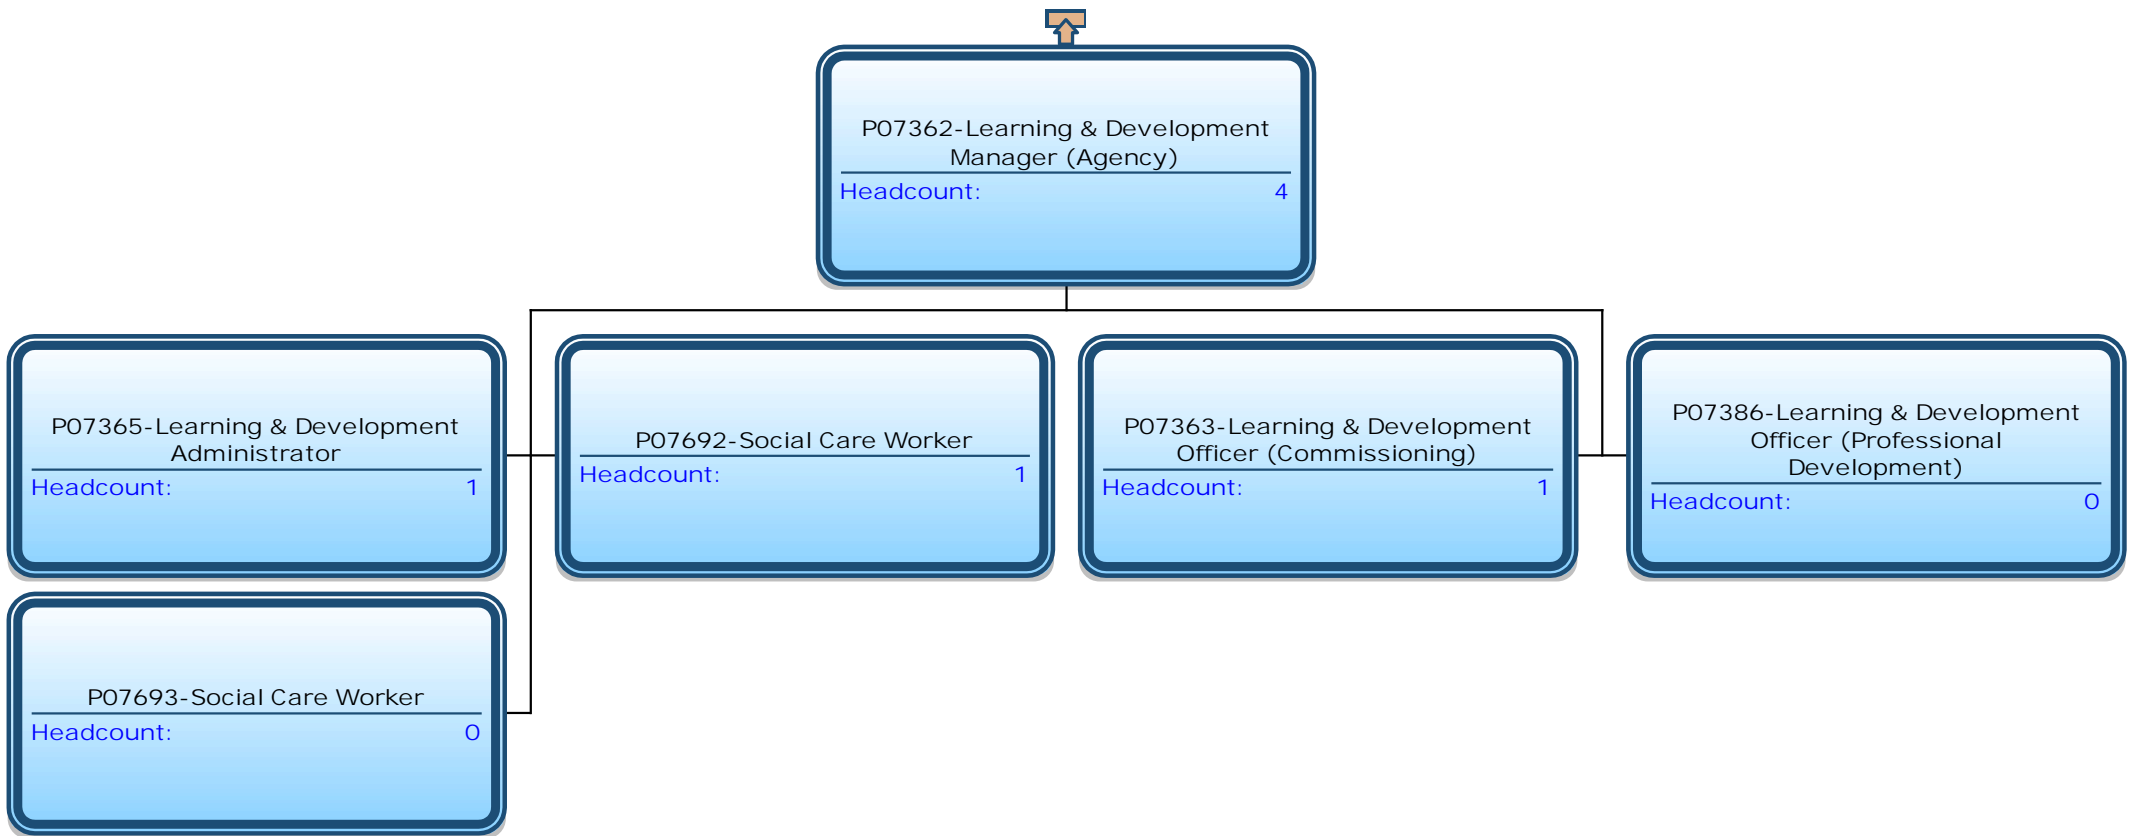 P07362-Learning & Development
Manager (Agency)
Headcount: 4
P07365-Learning & Development
Administrator
Headcount: 1
P07692-Social Care Worker
Headcount: 1
P07363-Learning & Development
Officer (Commissioning)
Headcount: 1
P07386-Learning & Development
Officer (Professional
Development)
Headcount: 0
P07693-Social Care Worker
Headcount: 0